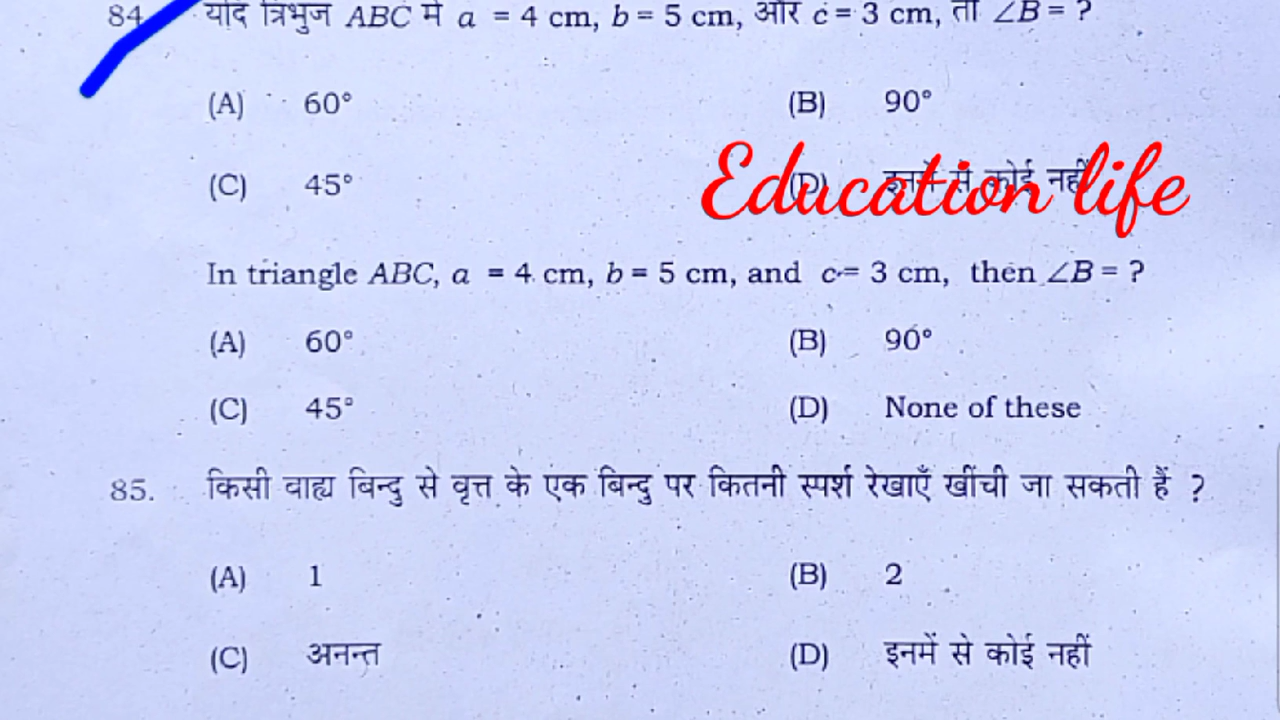 84. यदि त्रिभुज ABC में a = 4 cm, b = 5 cm, और c = 3 cm, तो ∠B = ?
(A) 60° (B) 90°
(C) 45° (D) इनमें से कोई नहीं
Education life
In triangle ABC, a = 4 cm, b = 5 cm, and c = 3 cm, then ∠B = ?
(A) 60° (B) 90°
(C) 45° (D) None of these
85. किसी वाह्य बिन्दु से वृत्त के एक बिन्दु पर कितनी स्पर्श रेखाएँ खींची जा सकती हैं ?
(A) 1 (B) 2
(C) अनन्त (D) इनमें से कोई नहीं